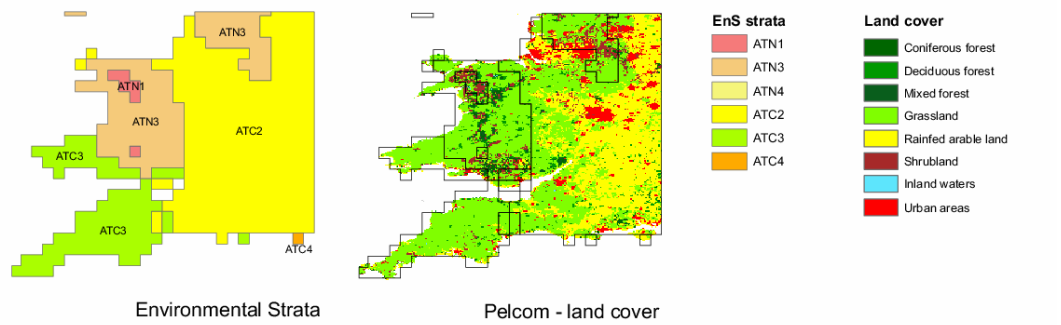 ATN3
ATN1
ATN3
ATC2
ATC3
ATC3
ATC4
Environmental Strata
Pelcom - land cover
EnS strata
ATN1
ATN3
ATN4
ATC2
ATC3
ATC4
Land cover
Coniferous forest
Deciduous forest
Mixed forest
Grassland
Rainfed arable land
Shrubland
Inland waters
Urban areas